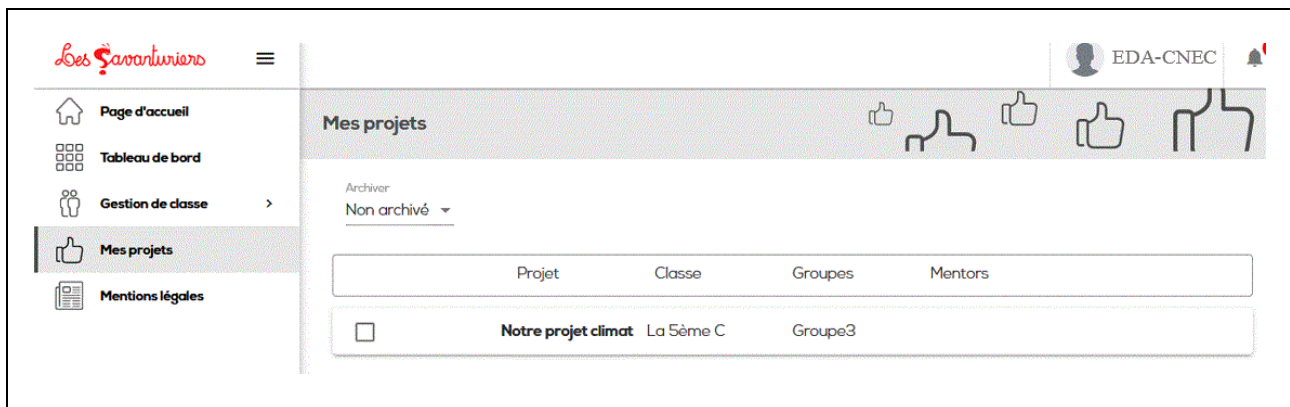 Les Savanturiers
EDA-CNEC
Page d'accueil
Tableau de bord
Gestion de classe
Mes projets
Mentions légales
Mes projets
Archiver
Non archivé
Projet Classe Groupes Mentors
Notre projet climat La 5ème C Groupe3